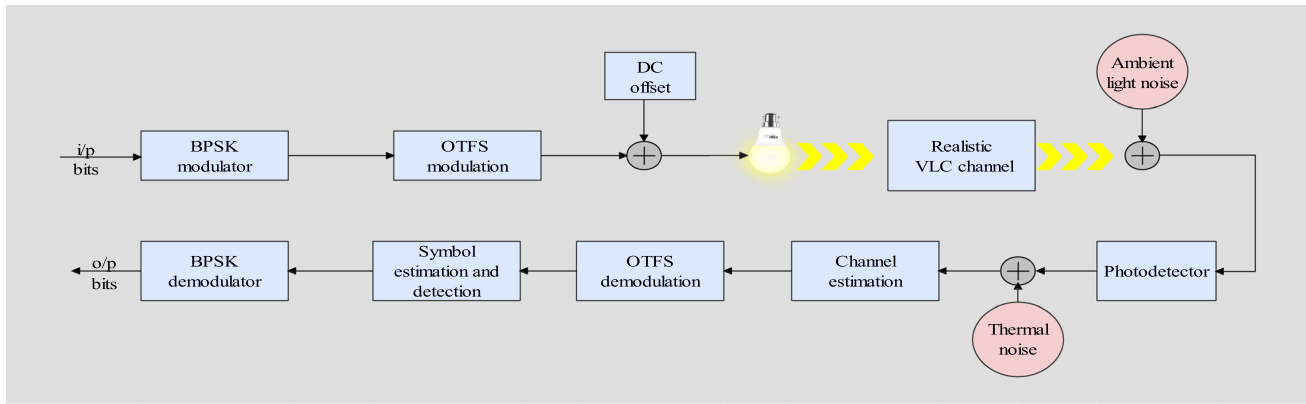 DC
offset
Ambient
light noise
i/p
bits
BPSK
modulator
OTFS
modulation
Realistic
VLC channel
o/p
bits
BPSK
demodulator
Symbol
estimation and
detection
OTFS
demodulation
Channel
estimation
Photodetector
Thermal
noise